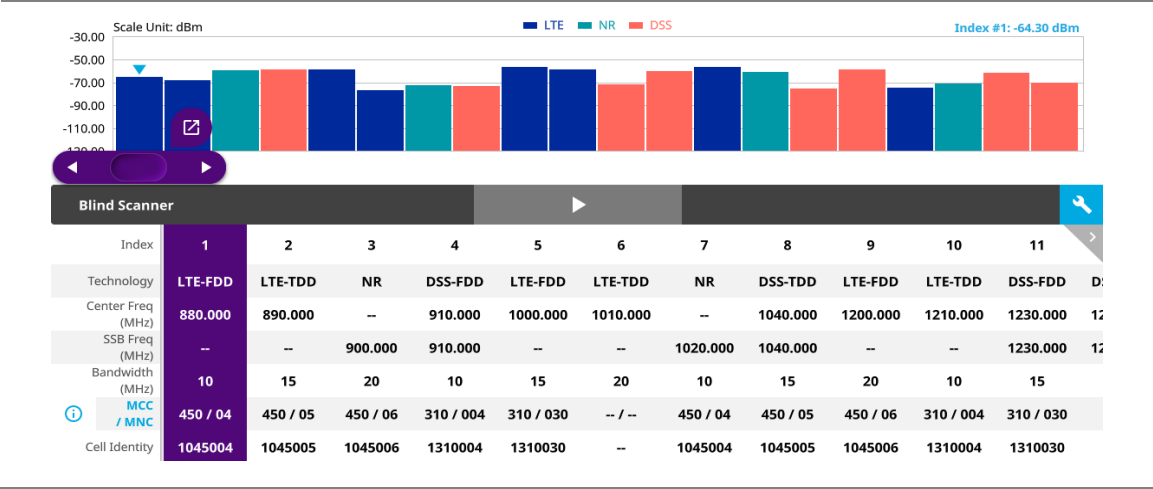 Scale Unit: dBm
LTE NR DSS
Index #1: -64.30 dBm
-30.00
-50.00
-70.00
-90.00
-110.00
-130.00
Blind Scanner
Index 1 2 3 4 5 6 7 8 9 10 11
Technology LTE-FDD LTE-TDD NR DSS-FDD LTE-FDD LTE-TDD NR DSS-TDD LTE-FDD LTE-TDD DSS-FDD
Center Freq
(MHz) 880.000 890.000 -- 910.000 1000.000 1010.000 -- 1040.000 1200.000 1210.000 1230.000
SSB Freq
(MHz) -- -- 900.000 910.000 -- -- 1020.000 1040.000 -- -- 1230.000
Bandwidth
(MHz) 10 15 20 10 15 20 10 15 20 10 15
MCC
/ MNC 450 / 04 450 / 05 450 / 06 310 / 004 310 / 030 -- / -- 450 / 04 450 / 05 450 / 06 310 / 004 310 / 030
Cell Identity 1045004 1045005 1045006 1310004 1310030 -- 1045004 1045005 1045006 1310004 1310030